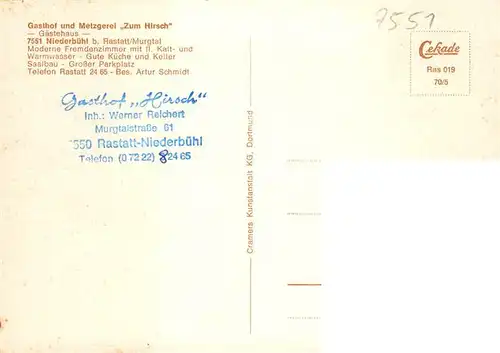 Gasthof und Metzgerei „Zum Hirsch"
— Gästehaus —
7551 Niederbühl b. Rastatt/Murgtal
Moderne Fremdenzimmer mit fl. Kalt- und
Warmwasser - Gute Küche und Keller
Saalbau - Großer Parkplatz
Telefon Rastatt 24 65 - Bes. Artur Schmidt
7551
Cekade
Ras 019
70/5
Gasthof „Hirsch"
Inh.: Werner Reichert
Murgtalstraße 61
7550 Rastatt-Niederbühl
Telefon (0 72 22) 8 24 65
Cramers Kunstanstalt KG, Dortmund